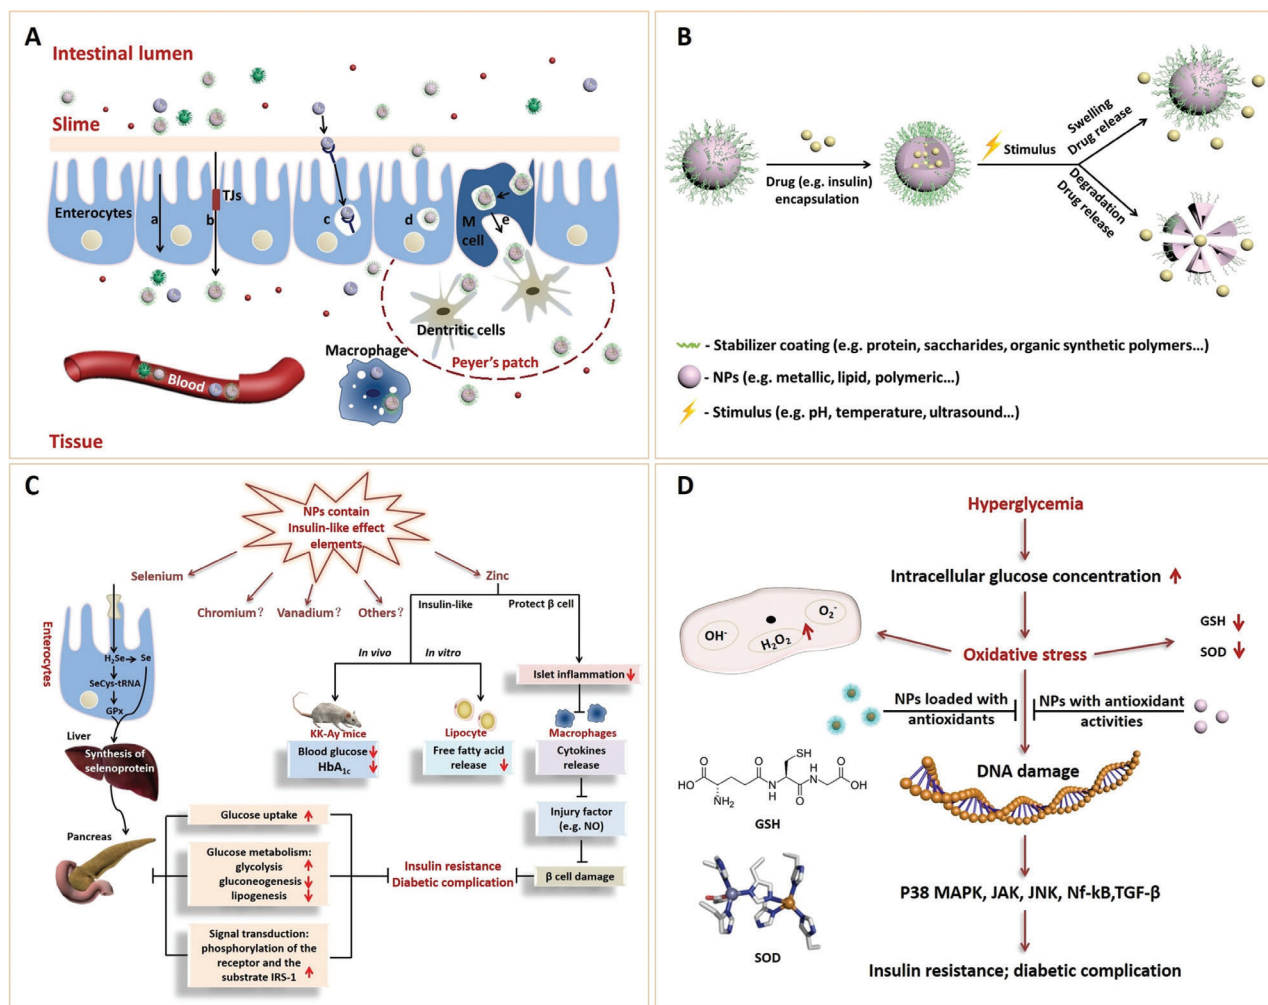 A
Intestinal lumen
Slime
Enterocytes
a
TJs
b
c
d
M
cell
e
Dentritic cells
Peyer's patch
Macrophage
Blood
Tissue
B
Drug (e.g. insulin)
encapsulation
Stimulus
Swelling
Drug release
Degradation
Drug release
- Stabilizer coating (e.g. protein, saccharides, organic synthetic polymers...)
- NPs (e.g. metallic, lipid, polymeric...)
- Stimulus (e.g. pH, temperature, ultrasound...)
C
NPs contain
Insulin-like effect
elements
Selenium
Chromium?
Vanadium?
Others?
Zinc
Insulin-like
Protect β cell
Enterocytes
H₂Se
Se
SeCys-tRNA
GPx
Liver
Synthesis of
selenoprotein
Pancreas
In vivo
In vitro
KK-Ay mice
Blood glucose
HbA₁c
Lipocyte
Free fatty acid
release
Islet inflammation
Macrophages
Cytokines
release
Injury factor
(e.g. NO)
β cell damage
Glucose uptake
Glucose metabolism:
glycolysis
gluconeogenesis
lipogenesis
Signal transduction:
phosphorylation of the
receptor and the
substrate IRS-1
Insulin resistance
Diabetic complication
D
Hyperglycemia
Intracellular glucose concentration
Oxidative stress
OH⁻
H₂O₂
O₂⁻
GSH
SOD
NPs loaded with
antioxidants
NPs with antioxidant
activities
DNA damage
SH
O
O
H
N
HO
N
H
OH
NH₂
O
O
GSH
SOD
P38 MAPK, JAK, JNK, Nf-kB,TGF-β
Insulin resistance; diabetic complication